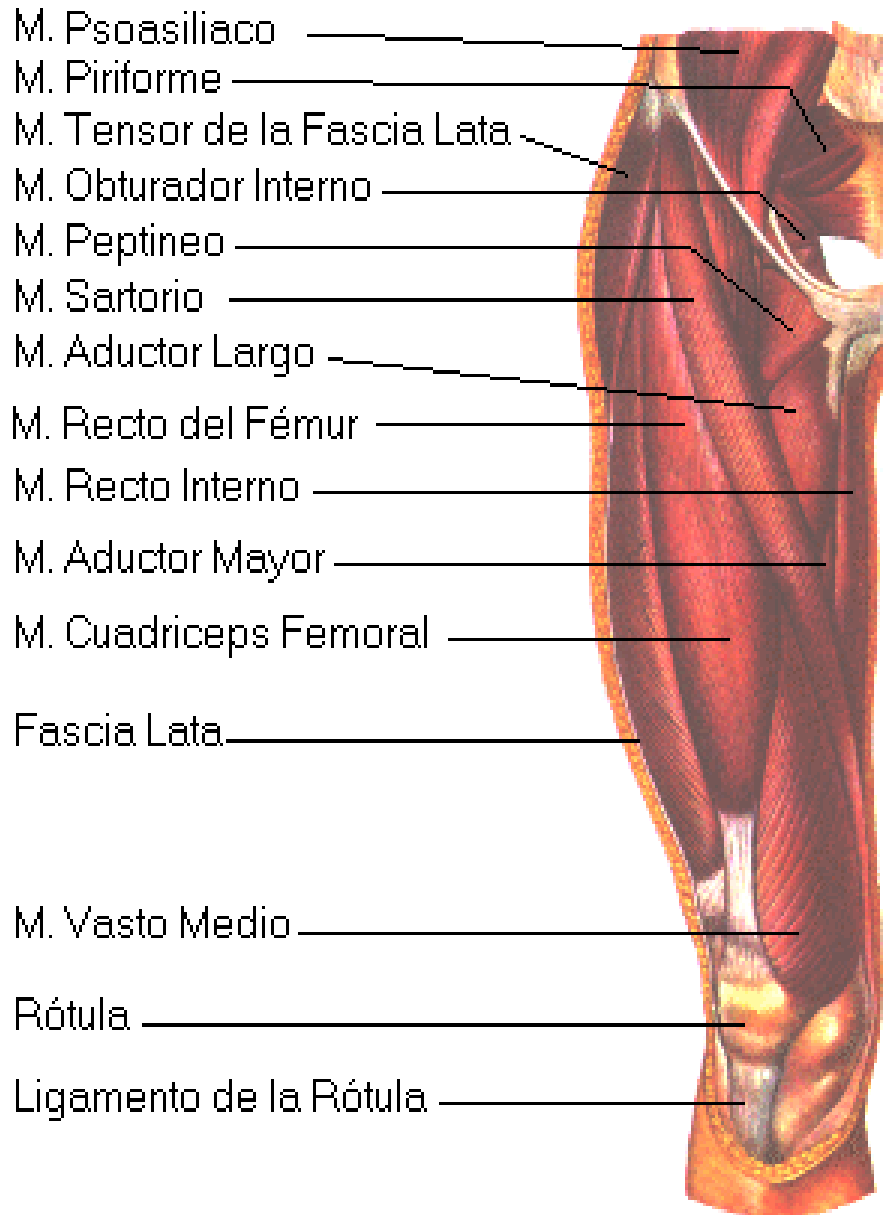 M. Psoasiliaco
M. Piriforme
M. Tensor de la Fascia Lata
M. Obturador Interno
M. Peptineo
M. Sartorio
M. Aductor Largo
M. Recto del Fémur
M. Recto Interno
M. Aductor Mayor
M. Cuadriceps Femoral
Fascia Lata
M. Vasto Medio
Rótula
Ligamento de la Rótula